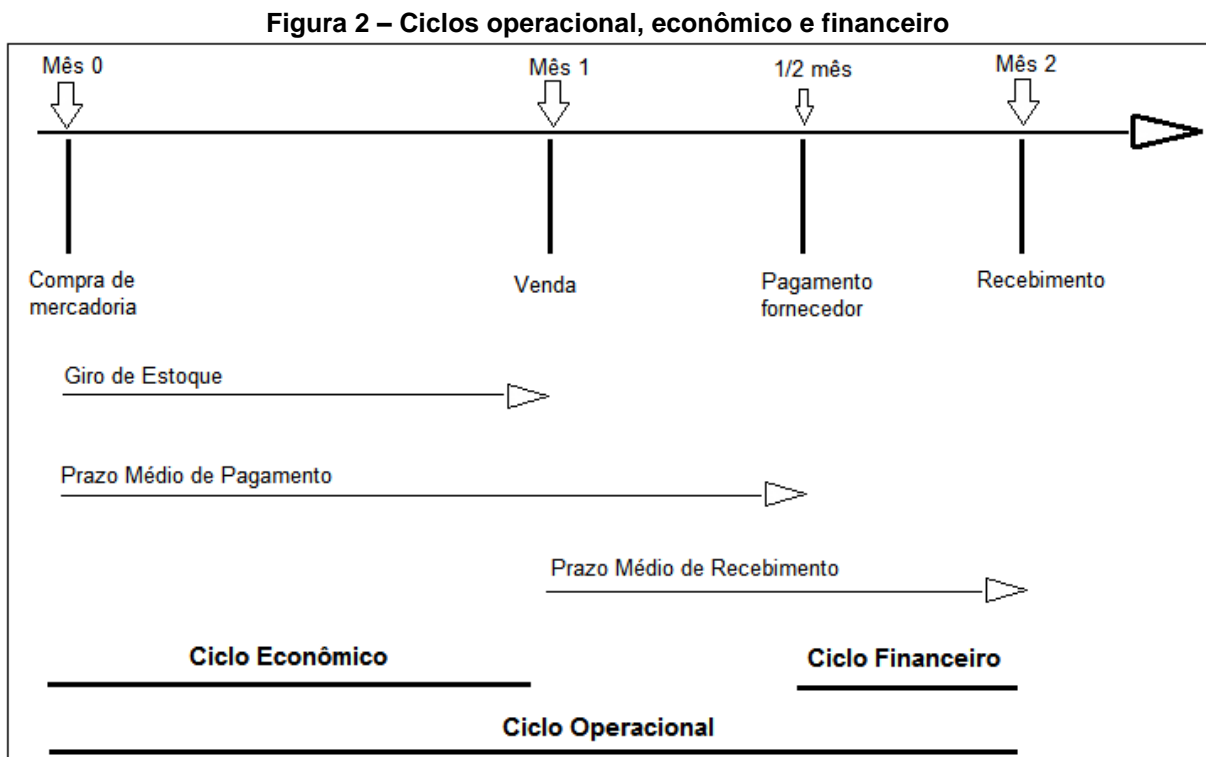 Figura 2 – Ciclos operacional, econômico e financeiro
Mês 0
Mês 1
1/2 mês
Mês 2
Compra de
mercadoria
Venda
Pagamento
fornecedor
Recebimento
Giro de Estoque
Prazo Médio de Pagamento
Prazo Médio de Recebimento
Ciclo Econômico
Ciclo Financeiro
Ciclo Operacional